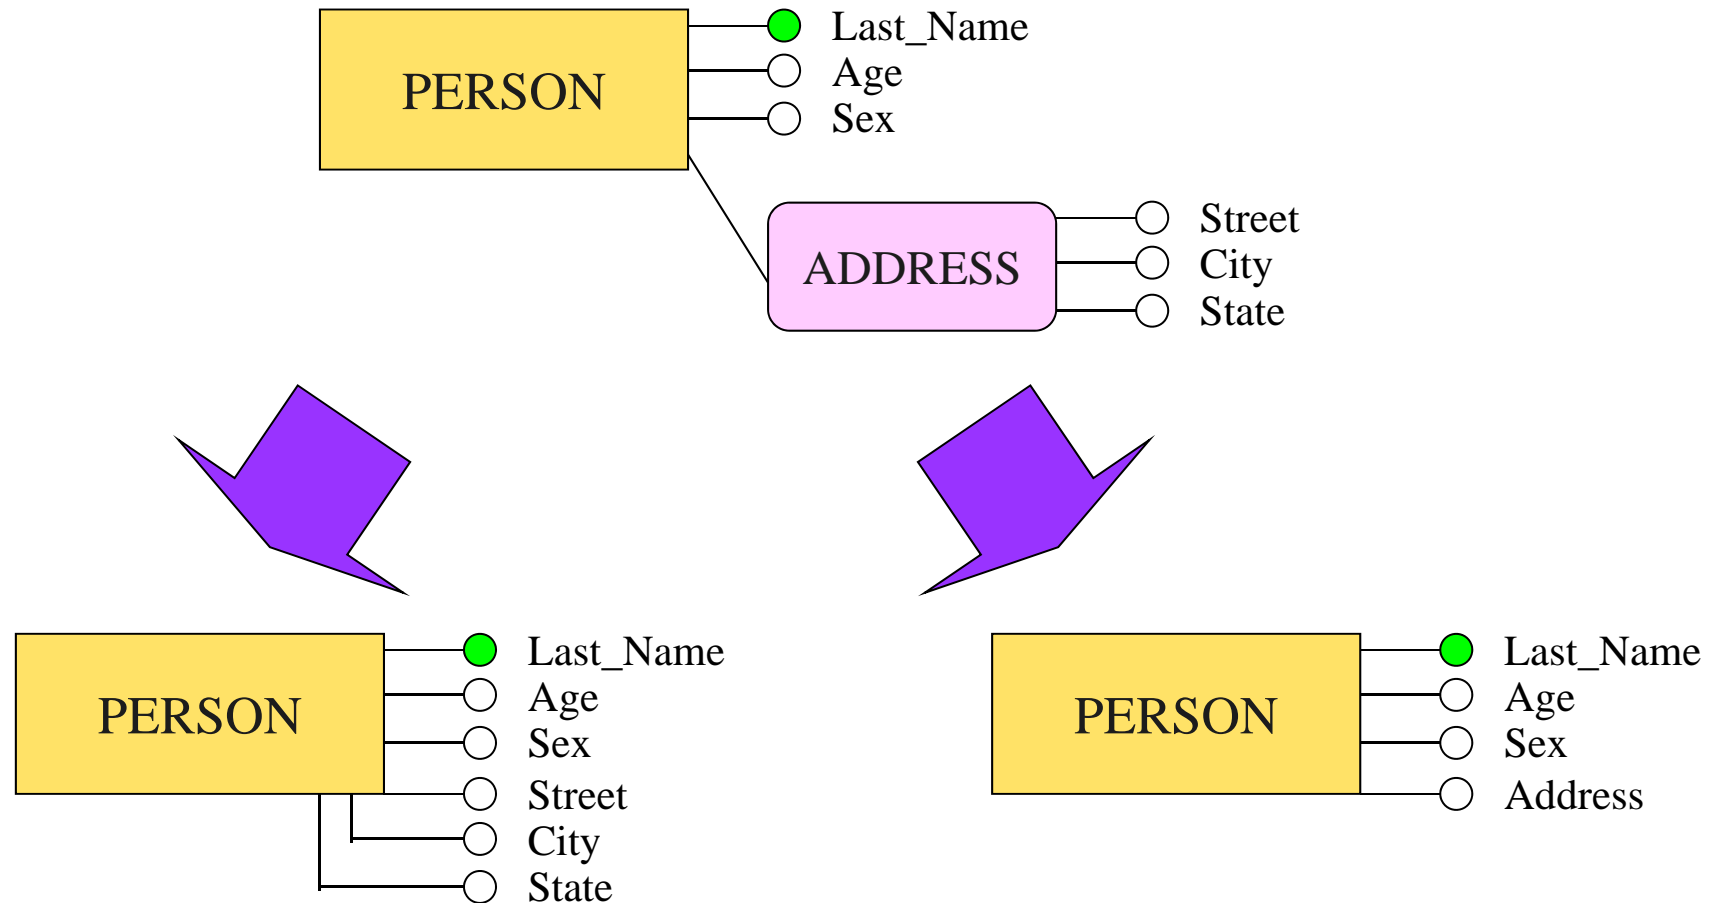 PERSON
Last_Name
Age
Sex
ADDRESS
Street
City
State
PERSON
Last_Name
Age
Sex
Street
City
State
PERSON
Last_Name
Age
Sex
Address